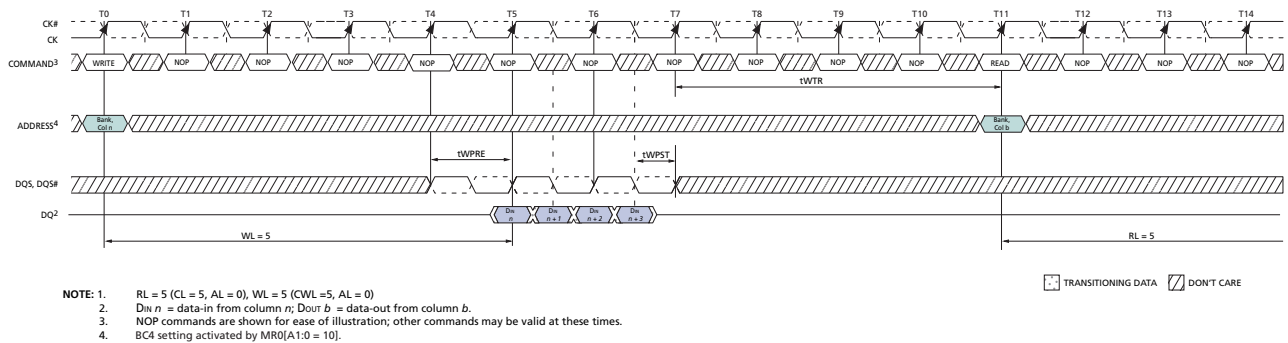 T0 T1 T2 T3 T4 T5 T6 T7 T8 T9 T10 T11 T12 T13 T14
CK#
CK
COMMAND3 WRITE NOP NOP NOP NOP NOP NOP NOP NOP NOP NOP READ NOP NOP NOP
tWTR
ADDRESS4 Bank, Col n Bank, Col b
tWPRE tWPST
DQS, DQS#
DQ2 DIN n DIN n + 1 DIN n + 2 DIN n + 3
WL = 5 RL = 5
TRANSITIONING DATA DON'T CARE
NOTE: 1. RL = 5 (CL = 5, AL = 0), WL = 5 (CWL =5, AL = 0)
2. DIN n = data-in from column n; DOUT b = data-out from column b.
3. NOP commands are shown for ease of illustration; other commands may be valid at these times.
4. BC4 setting activated by MR0[A1:0 = 10].